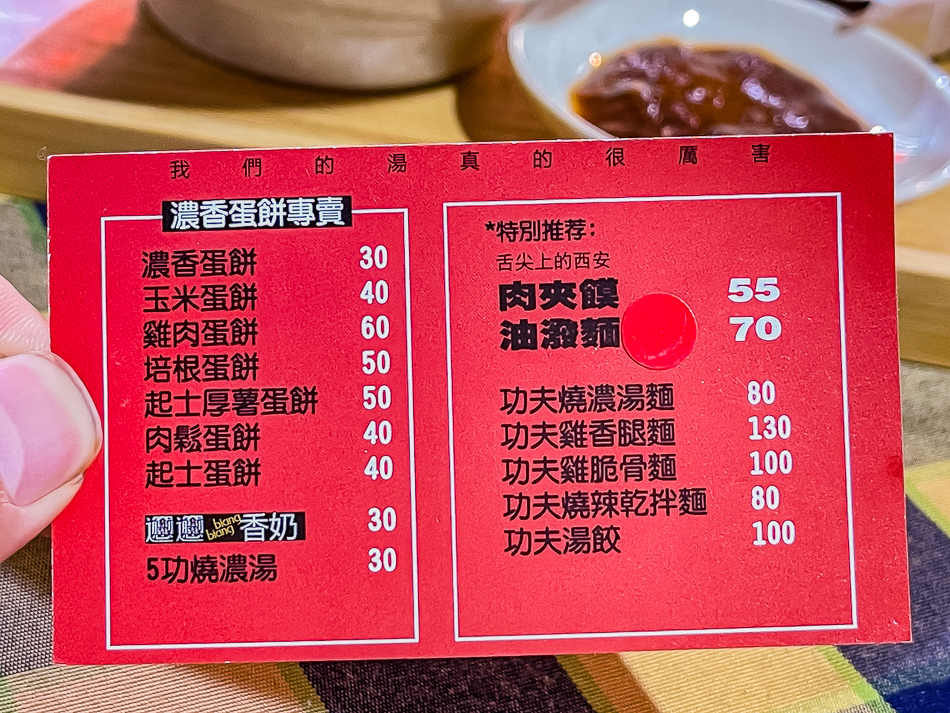 我們的湯真的很厲害
濃香蛋餅專賣
濃香蛋餅 30
玉米蛋餅 40
雞肉蛋餅 60
培根蛋餅 50
起士厚薯蛋餅 50
肉鬆蛋餅 40
起士蛋餅 40
biang biang 香奶 30
5功燒濃湯 30
*特別推荐:
舌尖上的西安
肉夾饃 55
油潑麵 70
功夫燒濃湯麵 80
功夫雞香腿麵 130
功夫雞脆骨麵 100
功夫燒辣乾拌麵 80
功夫湯餃 100